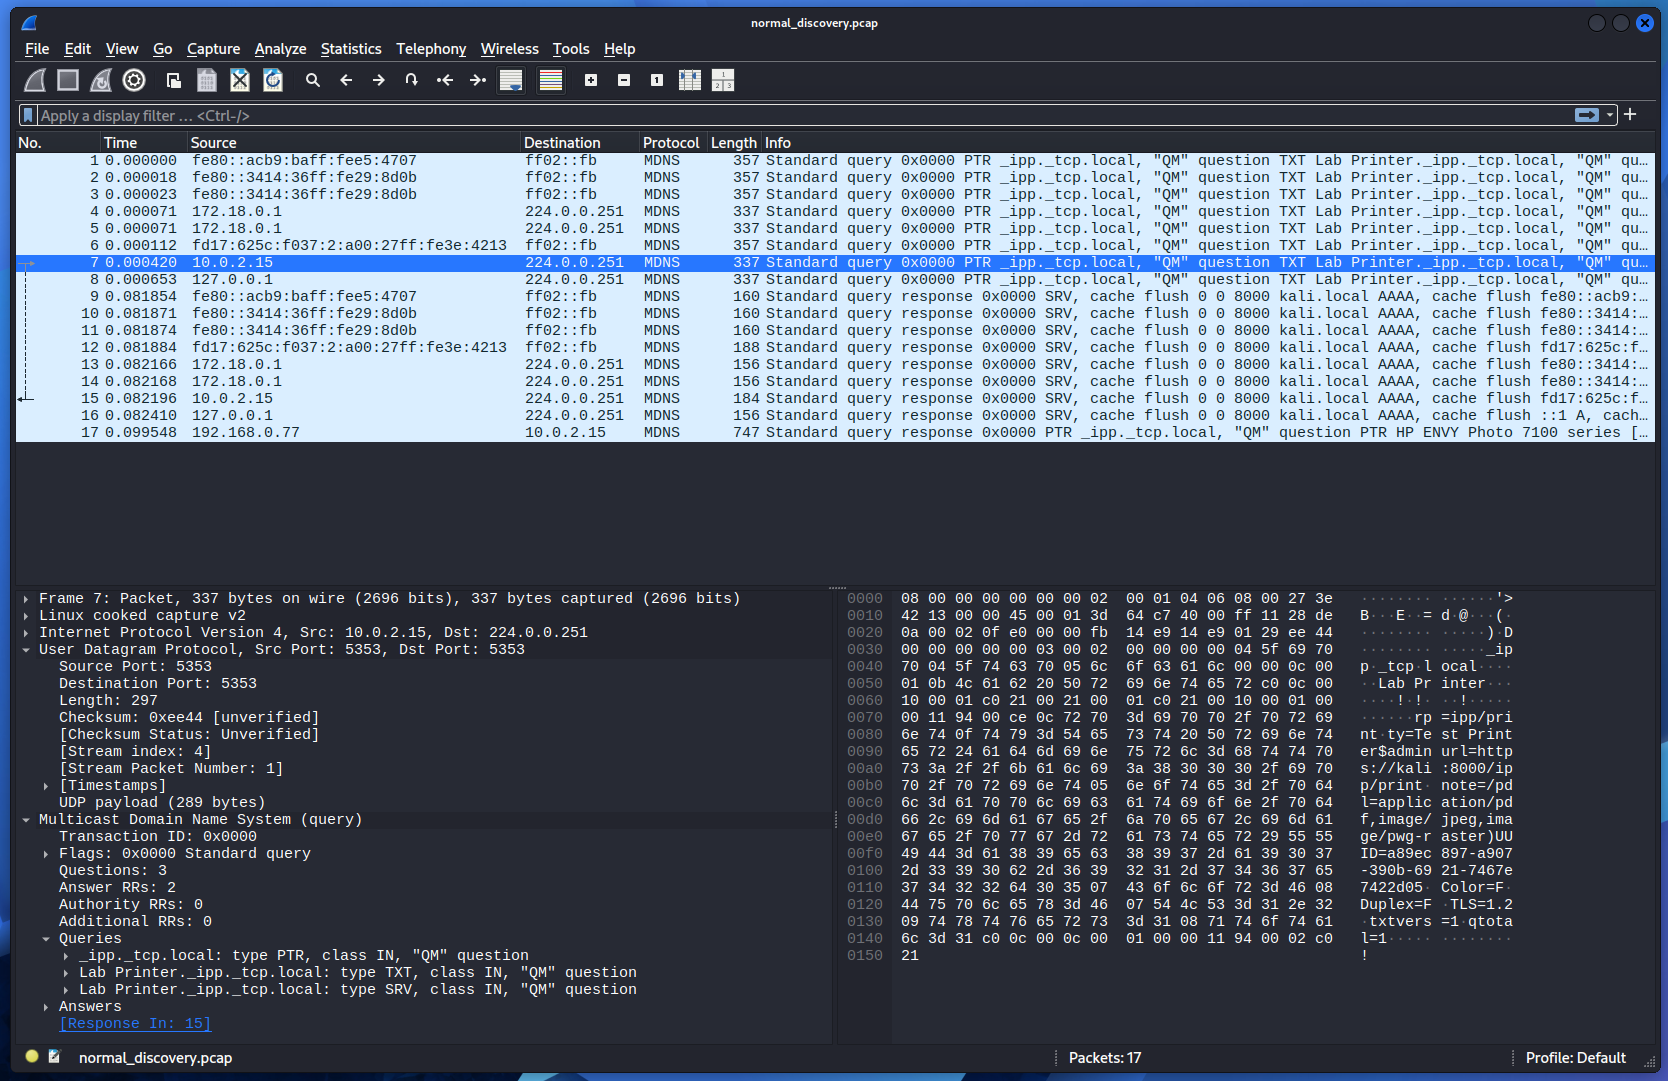 normal_discovery.pcap
File Edit View Go Capture Analyze Statistics Telephony Wireless Tools Help
Apply a display filter … <Ctrl-/>
No. Time Source Destination Protocol Length Info
1 0.000000 fe80::acb9:baff:fee5:4707 ff02::fb MDNS 357 Standard query 0x0000 PTR _ipp._tcp.local, "QM" question TXT Lab Printer._ipp._tcp.local, "QM" qu…
2 0.000018 fe80::3414:36ff:fe29:8d0b ff02::fb MDNS 357 Standard query 0x0000 PTR _ipp._tcp.local, "QM" question TXT Lab Printer._ipp._tcp.local, "QM" qu…
3 0.000023 fe80::3414:36ff:fe29:8d0b ff02::fb MDNS 357 Standard query 0x0000 PTR _ipp._tcp.local, "QM" question TXT Lab Printer._ipp._tcp.local, "QM" qu…
4 0.000071 172.18.0.1 224.0.0.251 MDNS 337 Standard query 0x0000 PTR _ipp._tcp.local, "QM" question TXT Lab Printer._ipp._tcp.local, "QM" qu…
5 0.000071 172.18.0.1 224.0.0.251 MDNS 337 Standard query 0x0000 PTR _ipp._tcp.local, "QM" question TXT Lab Printer._ipp._tcp.local, "QM" qu…
6 0.000112 fd17:625c:f037:2:a00:27ff:fe3e:4213 ff02::fb MDNS 357 Standard query 0x0000 PTR _ipp._tcp.local, "QM" question TXT Lab Printer._ipp._tcp.local, "QM" qu…
7 0.000420 10.0.2.15 224.0.0.251 MDNS 337 Standard query 0x0000 PTR _ipp._tcp.local, "QM" question TXT Lab Printer._ipp._tcp.local, "QM" qu…
8 0.000653 127.0.0.1 224.0.0.251 MDNS 337 Standard query 0x0000 PTR _ipp._tcp.local, "QM" question TXT Lab Printer._ipp._tcp.local, "QM" qu…
9 0.081854 fe80::acb9:baff:fee5:4707 ff02::fb MDNS 160 Standard query response 0x0000 SRV, cache flush 0 0 8000 kali.local AAAA, cache flush fe80::acb9:…
10 0.081871 fe80::3414:36ff:fe29:8d0b ff02::fb MDNS 160 Standard query response 0x0000 SRV, cache flush 0 0 8000 kali.local AAAA, cache flush fe80::3414:…
11 0.081874 fe80::3414:36ff:fe29:8d0b ff02::fb MDNS 160 Standard query response 0x0000 SRV, cache flush 0 0 8000 kali.local AAAA, cache flush fe80::3414:…
12 0.081884 fd17:625c:f037:2:a00:27ff:fe3e:4213 ff02::fb MDNS 188 Standard query response 0x0000 SRV, cache flush 0 0 8000 kali.local AAAA, cache flush fd17:625c:f…
13 0.082166 172.18.0.1 224.0.0.251 MDNS 156 Standard query response 0x0000 SRV, cache flush 0 0 8000 kali.local AAAA, cache flush fe80::3414:…
14 0.082168 172.18.0.1 224.0.0.251 MDNS 156 Standard query response 0x0000 SRV, cache flush 0 0 8000 kali.local AAAA, cache flush fe80::3414:…
15 0.082196 10.0.2.15 224.0.0.251 MDNS 184 Standard query response 0x0000 SRV, cache flush 0 0 8000 kali.local AAAA, cache flush fd17:625c:f…
16 0.082410 127.0.0.1 224.0.0.251 MDNS 156 Standard query response 0x0000 SRV, cache flush 0 0 8000 kali.local AAAA, cache flush ::1 A, cach…
17 0.099548 192.168.0.77 10.0.2.15 MDNS 747 Standard query response 0x0000 PTR _ipp._tcp.local, "QM" question PTR HP ENVY Photo 7100 series […
Frame 7: Packet, 337 bytes on wire (2696 bits), 337 bytes captured (2696 bits)
Linux cooked capture v2
Internet Protocol Version 4, Src: 10.0.2.15, Dst: 224.0.0.251
User Datagram Protocol, Src Port: 5353, Dst Port: 5353
Source Port: 5353
Destination Port: 5353
Length: 297
Checksum: 0xee44 [unverified]
[Checksum Status: Unverified]
[Stream index: 4]
[Stream Packet Number: 1]
[Timestamps]
UDP payload (289 bytes)
Multicast Domain Name System (query)
Transaction ID: 0x0000
Flags: 0x0000 Standard query
Questions: 3
Answer RRs: 2
Authority RRs: 0
Additional RRs: 0
Queries
_ipp._tcp.local: type PTR, class IN, "QM" question
Lab Printer._ipp._tcp.local: type TXT, class IN, "QM" question
Lab Printer._ipp._tcp.local: type SRV, class IN, "QM" question
Answers
[Response In: 15]
0000 08 00 00 00 00 00 00 02 00 01 04 06 08 00 27 3e ········ ······'>
0010 42 13 00 00 45 00 01 3d 64 c7 40 00 ff 11 28 de B···E··= d·@···(·
0020 0a 00 02 0f e0 00 00 fb 14 e9 14 e9 01 29 ee 44 ········ ·····)·D
0030 00 00 00 00 00 03 00 02 00 00 00 00 04 5f 69 70 ········ ·····_ip
0040 70 04 5f 74 63 70 05 6c 6f 63 61 6c 00 00 0c 00 p·_tcp·l ocal····
0050 01 0b 4c 61 62 20 50 72 69 6e 74 65 72 c0 0c 00 ··Lab Pr inter···
0060 10 00 01 c0 21 00 21 00 01 c0 21 00 10 00 01 00 ····!·!· ··!·····
0070 00 11 94 00 ce 0c 72 70 3d 69 70 70 2f 70 72 69 ······rp =ipp/pri
0080 6e 74 0f 74 79 3d 54 65 73 74 20 50 72 69 6e 74 nt·ty=Te st Print
0090 65 72 24 61 64 6d 69 6e 75 72 6c 3d 68 74 74 70 er$admin url=http
00a0 73 3a 2f 2f 6b 61 6c 69 3a 38 30 30 30 2f 69 70 s://kali :8000/ip
00b0 70 2f 70 72 69 6e 74 05 6e 6f 74 65 3d 2f 70 64 p/print· note=/pd
00c0 6c 3d 61 70 70 6c 69 63 61 74 69 6f 6e 2f 70 64 l=applic ation/pd
00d0 66 2c 69 6d 61 67 65 2f 6a 70 65 67 2c 69 6d 61 f,image/ jpeg,ima
00e0 67 65 2f 70 77 67 2d 72 61 73 74 65 72 29 55 55 ge/pwg-r aster)UU
00f0 49 44 3d 61 38 39 65 63 38 39 37 2d 61 39 30 37 ID=a89ec 897-a907
0100 2d 33 39 30 62 2d 36 39 32 31 2d 37 34 36 37 65 -390b-69 21-7467e
0110 37 34 32 32 64 30 35 07 43 6f 6c 6f 72 3d 46 08 7422d05· Color=F·
0120 44 75 70 6c 65 78 3d 46 07 54 4c 53 3d 31 2e 32 Duplex=F ·TLS=1.2
0130 09 74 78 74 76 65 72 73 3d 31 08 71 74 6f 74 61 ·txtvers =1·qtota
0140 6c 3d 31 c0 0c 00 0c 00 01 00 00 11 94 00 02 c0 l=1····· ········
0150 21 !
normal_discovery.pcap Packets: 17 Profile: Default